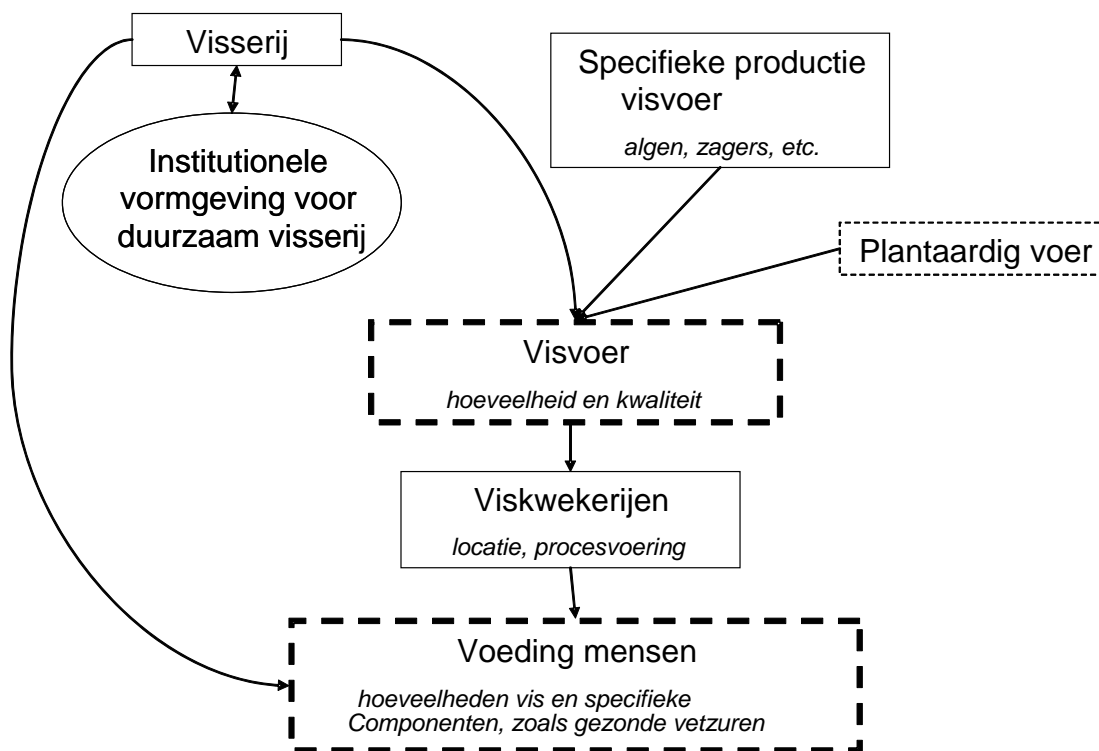 Visserij
Specifieke productie
visvoer
algen, zagers, etc.
Institutionele
vormgeving voor
duurzaam visserij
Plantaardig voer
Visvoer
hoeveelheid en kwaliteit
Viskwekerijen
locatie, procesvoering
Voeding mensen
hoeveelheden vis en specifieke
Componenten, zoals gezonde vetzuren